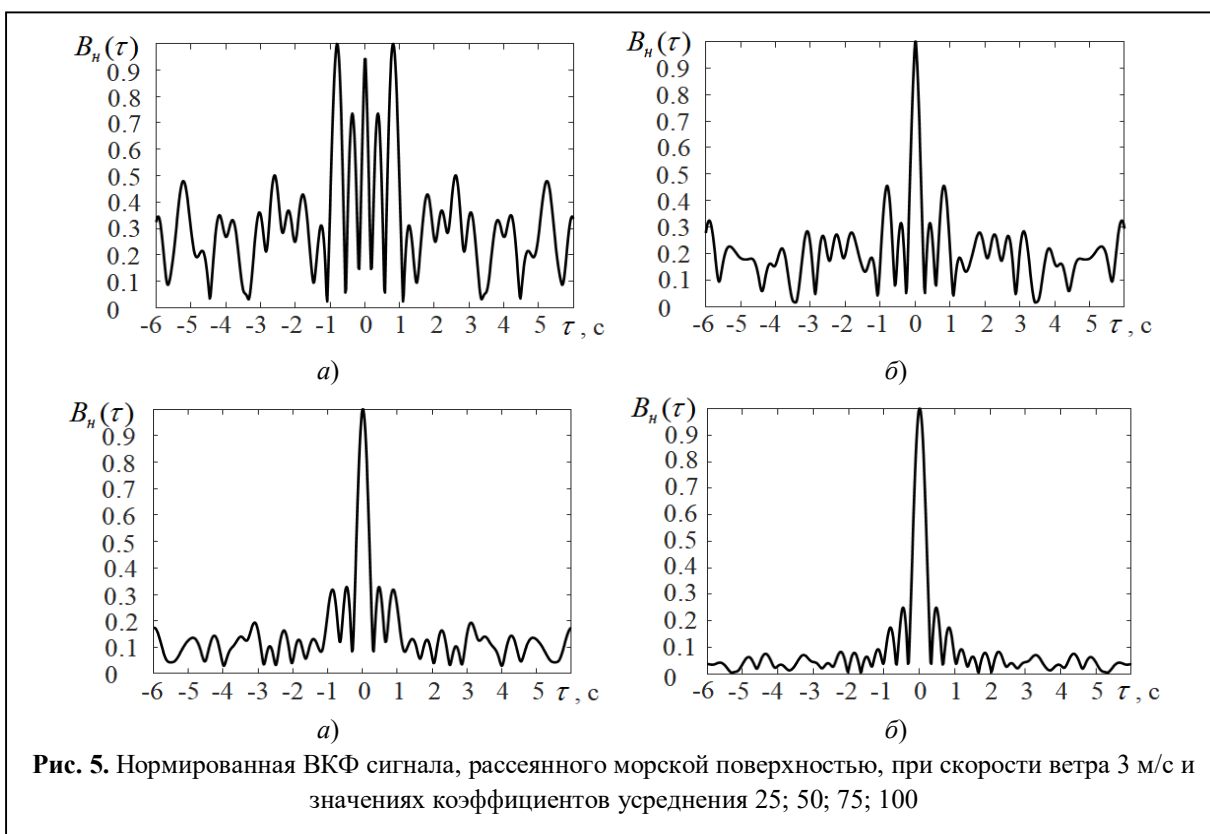 Bн(τ)
0.9
0.8
0.7
0.6
0.5
0.4
0.3
0.2
0.1
0
-6 -5 -4 -3 -2 -1 0 1 2 3 4 5 τ, с
а)
Bн(τ)
0.9
0.8
0.7
0.6
0.5
0.4
0.3
0.2
0.1
0
-6 -5 -4 -3 -2 -1 0 1 2 3 4 5 τ, с
б)
Bн(τ)
0.9
0.8
0.7
0.6
0.5
0.4
0.3
0.2
0.1
0
-6 -5 -4 -3 -2 -1 0 1 2 3 4 5 τ, с
а)
Bн(τ)
0.9
0.8
0.7
0.6
0.5
0.4
0.3
0.2
0.1
0
-6 -5 -4 -3 -2 -1 0 1 2 3 4 5 τ, с
б)
Рис. 5. Нормированная ВКФ сигнала, рассеянного морской поверхностью, при скорости ветра 3 м/с и
значениях коэффициентов усреднения 25; 50; 75; 100